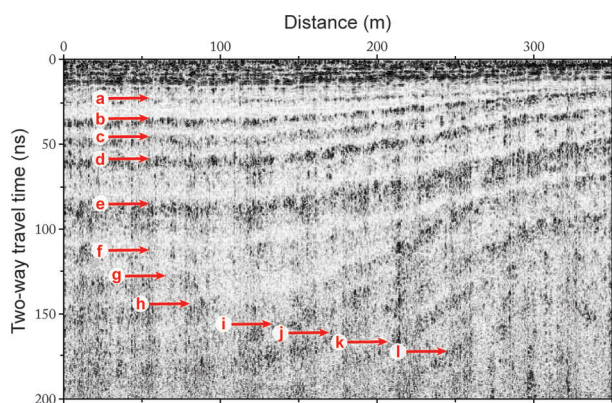 Distance (m)
0 100 200 300
Two-way travel time (ns)
0
50
100
150
200
a
b
c
d
e
f
g
h
i
j
k
l